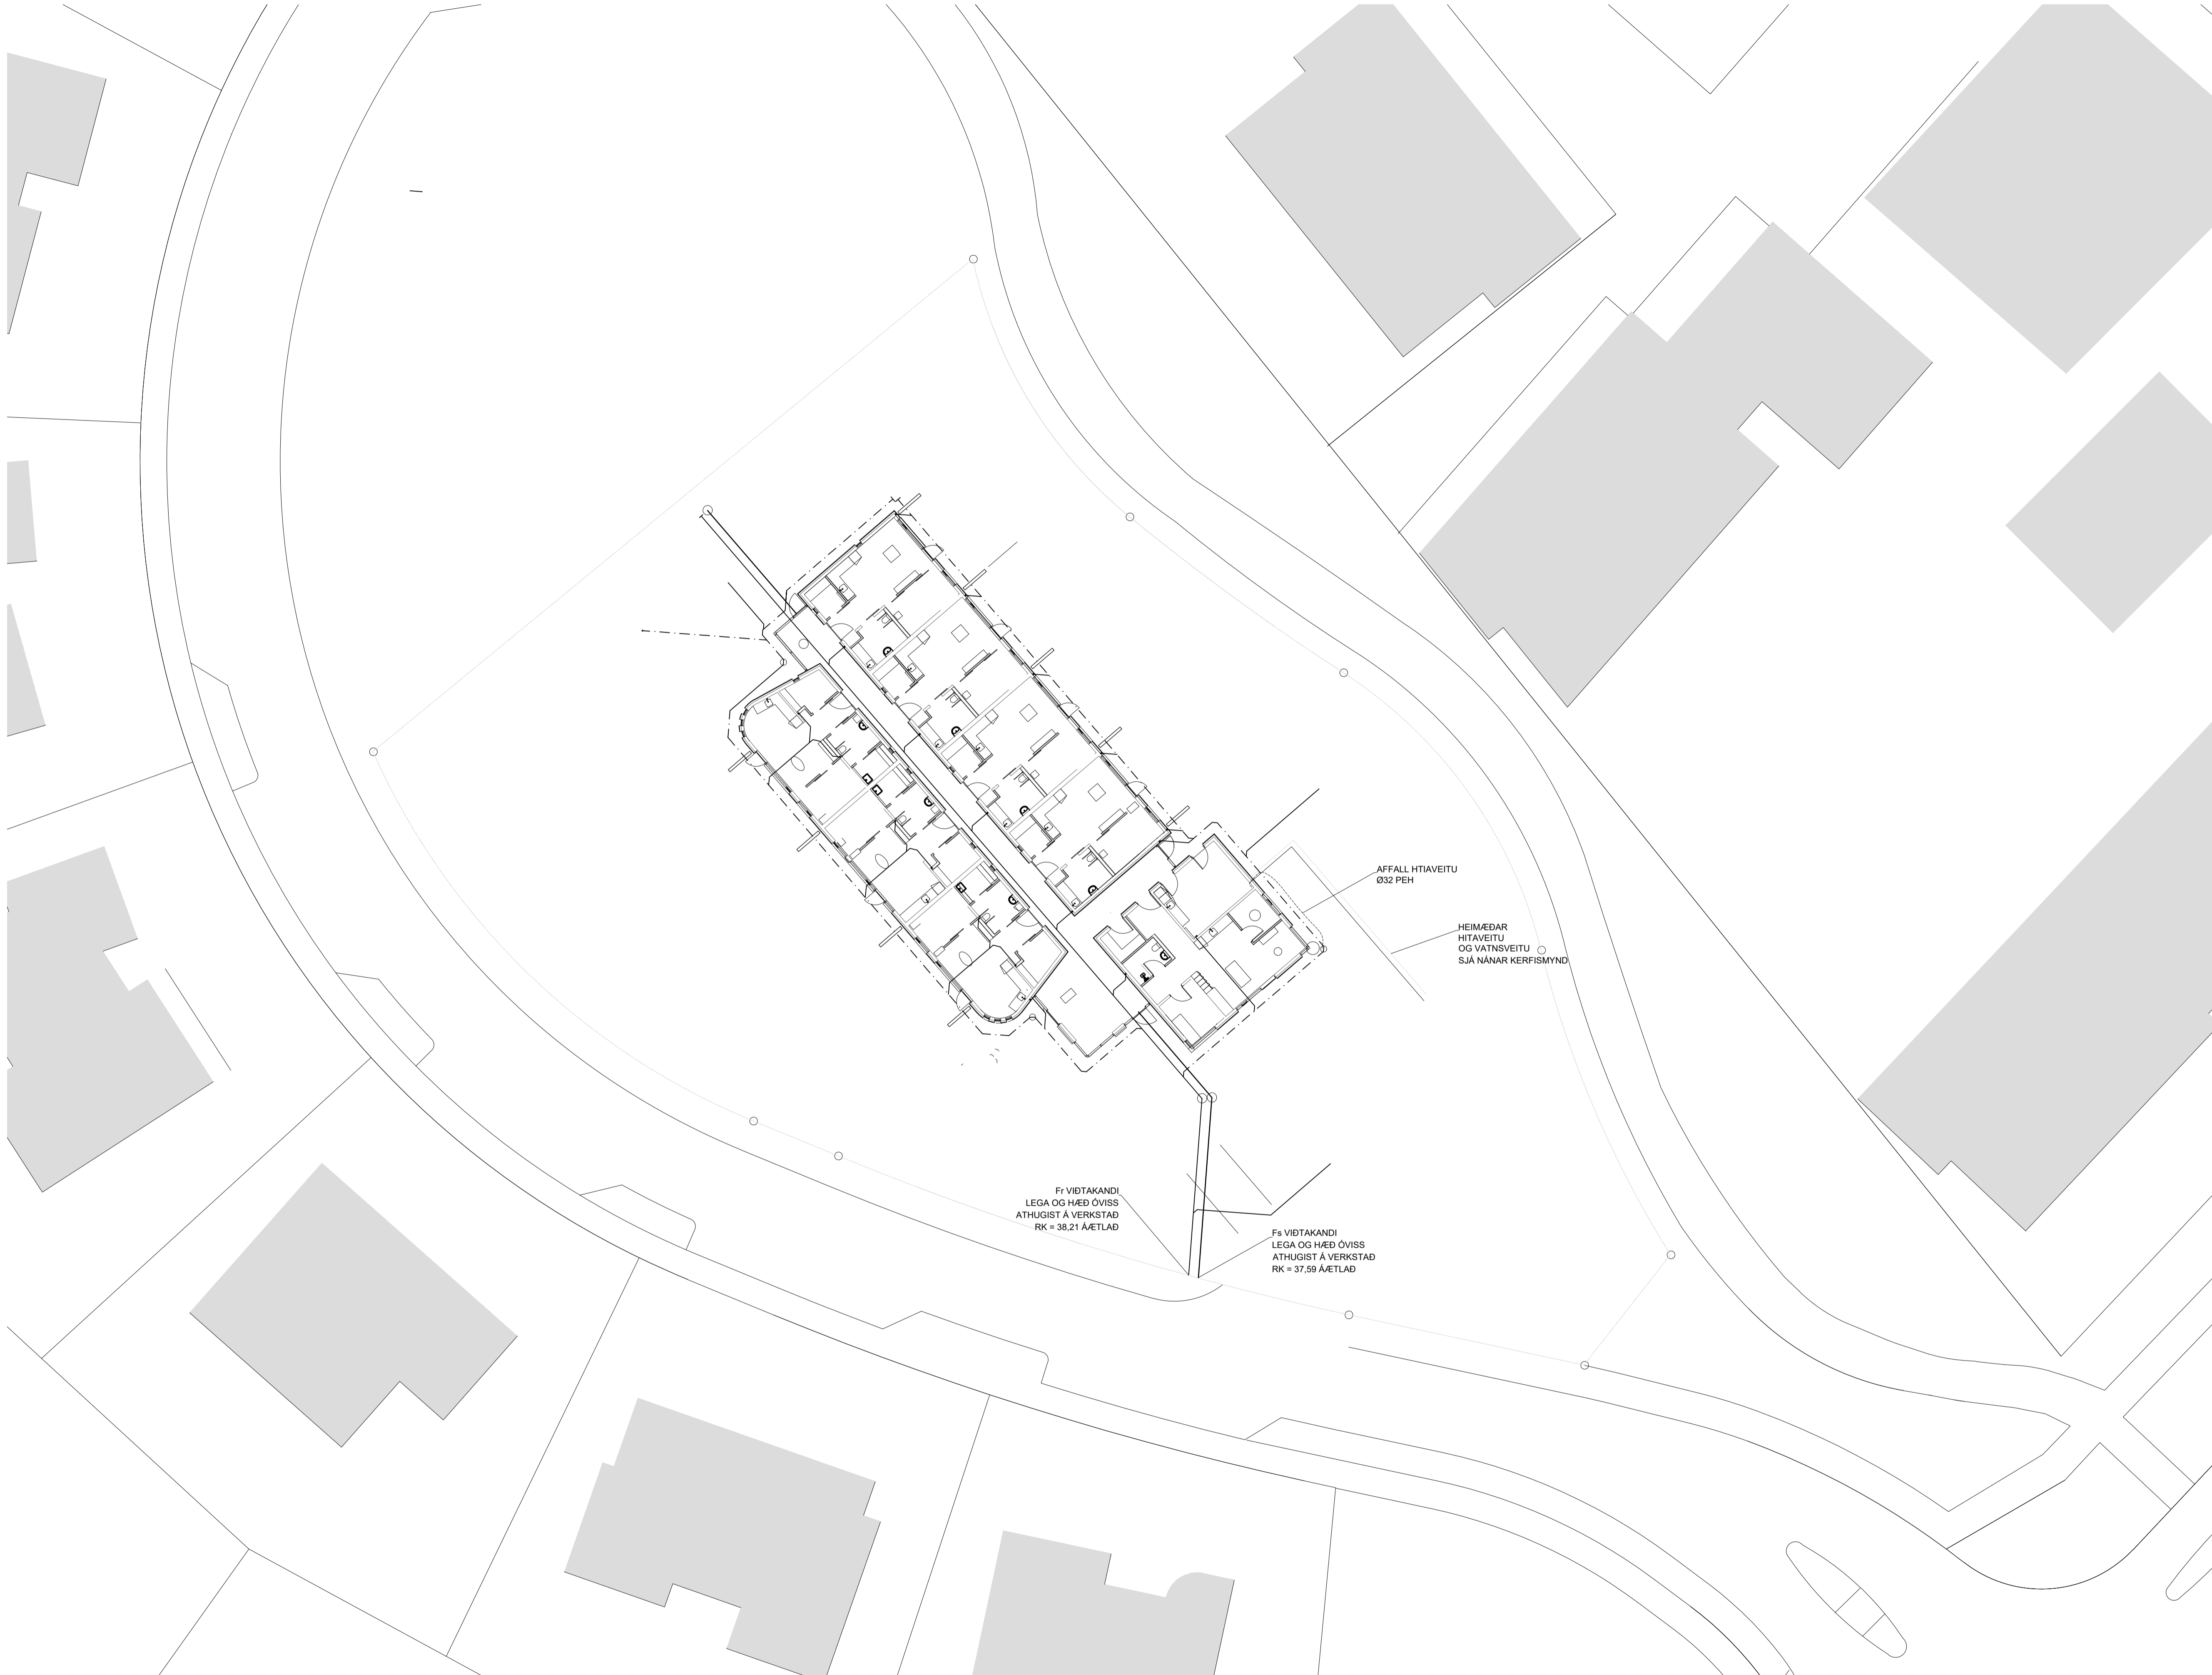 AFFALL HTIAVEITU
Ø32 PEH
HEIMÆÐAR
HITAVEITU
OG VATNSVEITU
SJÁ NÁNAR KERFISMYND
Fr VIÐTAKANDI
LEGA OG HÆÐ ÓVISS
ATHUGIST Á VERKSTAÐ
RK = 38,21 ÁÆTLAÐ
Fs VIÐTAKANDI
LEGA OG HÆÐ ÓVISS
ATHUGIST Á VERKSTAÐ
RK = 37,59 ÁÆTLAÐ